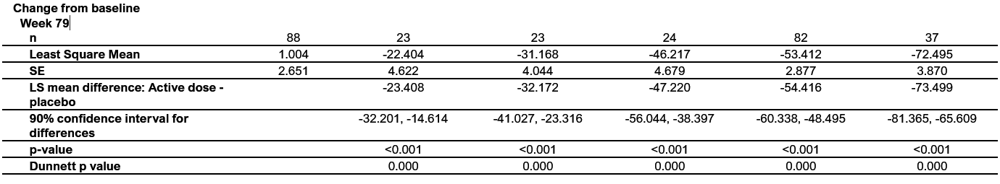 Change from baseline
Week 79
n 88 23 23 24 82 37
Least Square Mean 1.004 -22.404 -31.168 -46.217 -53.412 -72.495
SE 2.651 4.622 4.044 4.679 2.877 3.870
LS mean difference: Active dose - -23.408 -32.172 -47.220 -54.416 -73.499
placebo
90% confidence interval for -32.201, -14.614 -41.027, -23.316 -56.044, -38.397 -60.338, -48.495 -81.365, -65.609
differences
p-value <0.001 <0.001 <0.001 <0.001 <0.001
Dunnett p value 0.000 0.000 0.000 0.000 0.000